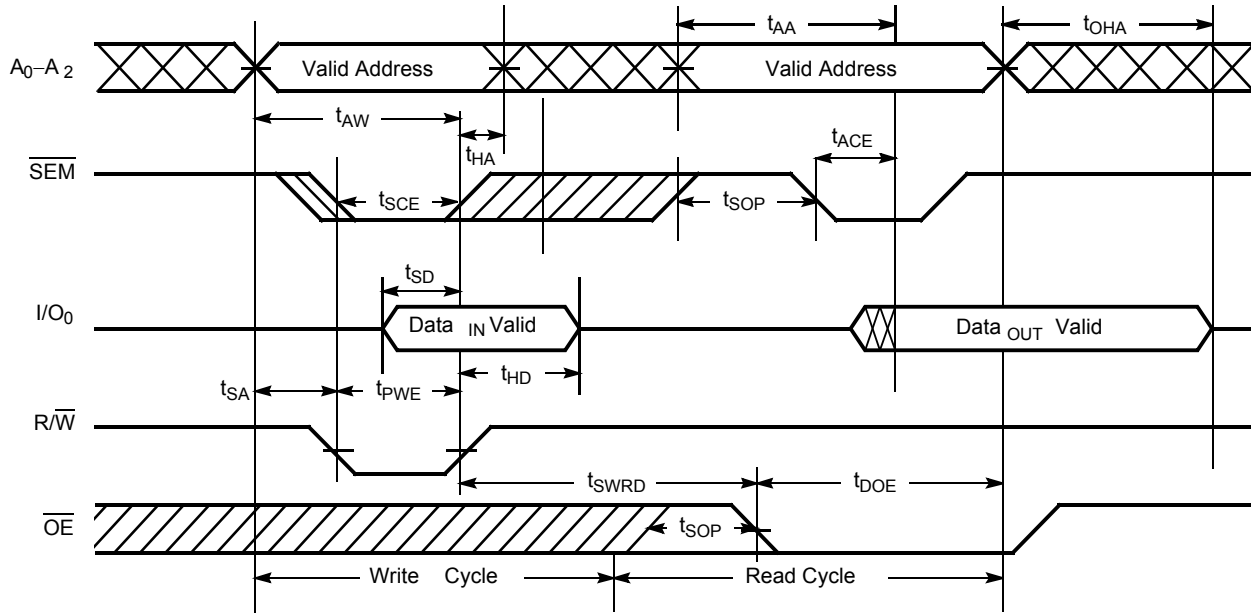 tAA
tOHA
A0–A 2
Valid Address
Valid Address
tAW
tHA
tACE
SEM
tSCE
tSOP
tSD
I/O0
Data IN Valid
Data OUT Valid
tHD
tSA
tPWE
R/W
tSWRD
tDOE
OE
tSOP
Write Cycle
Read Cycle